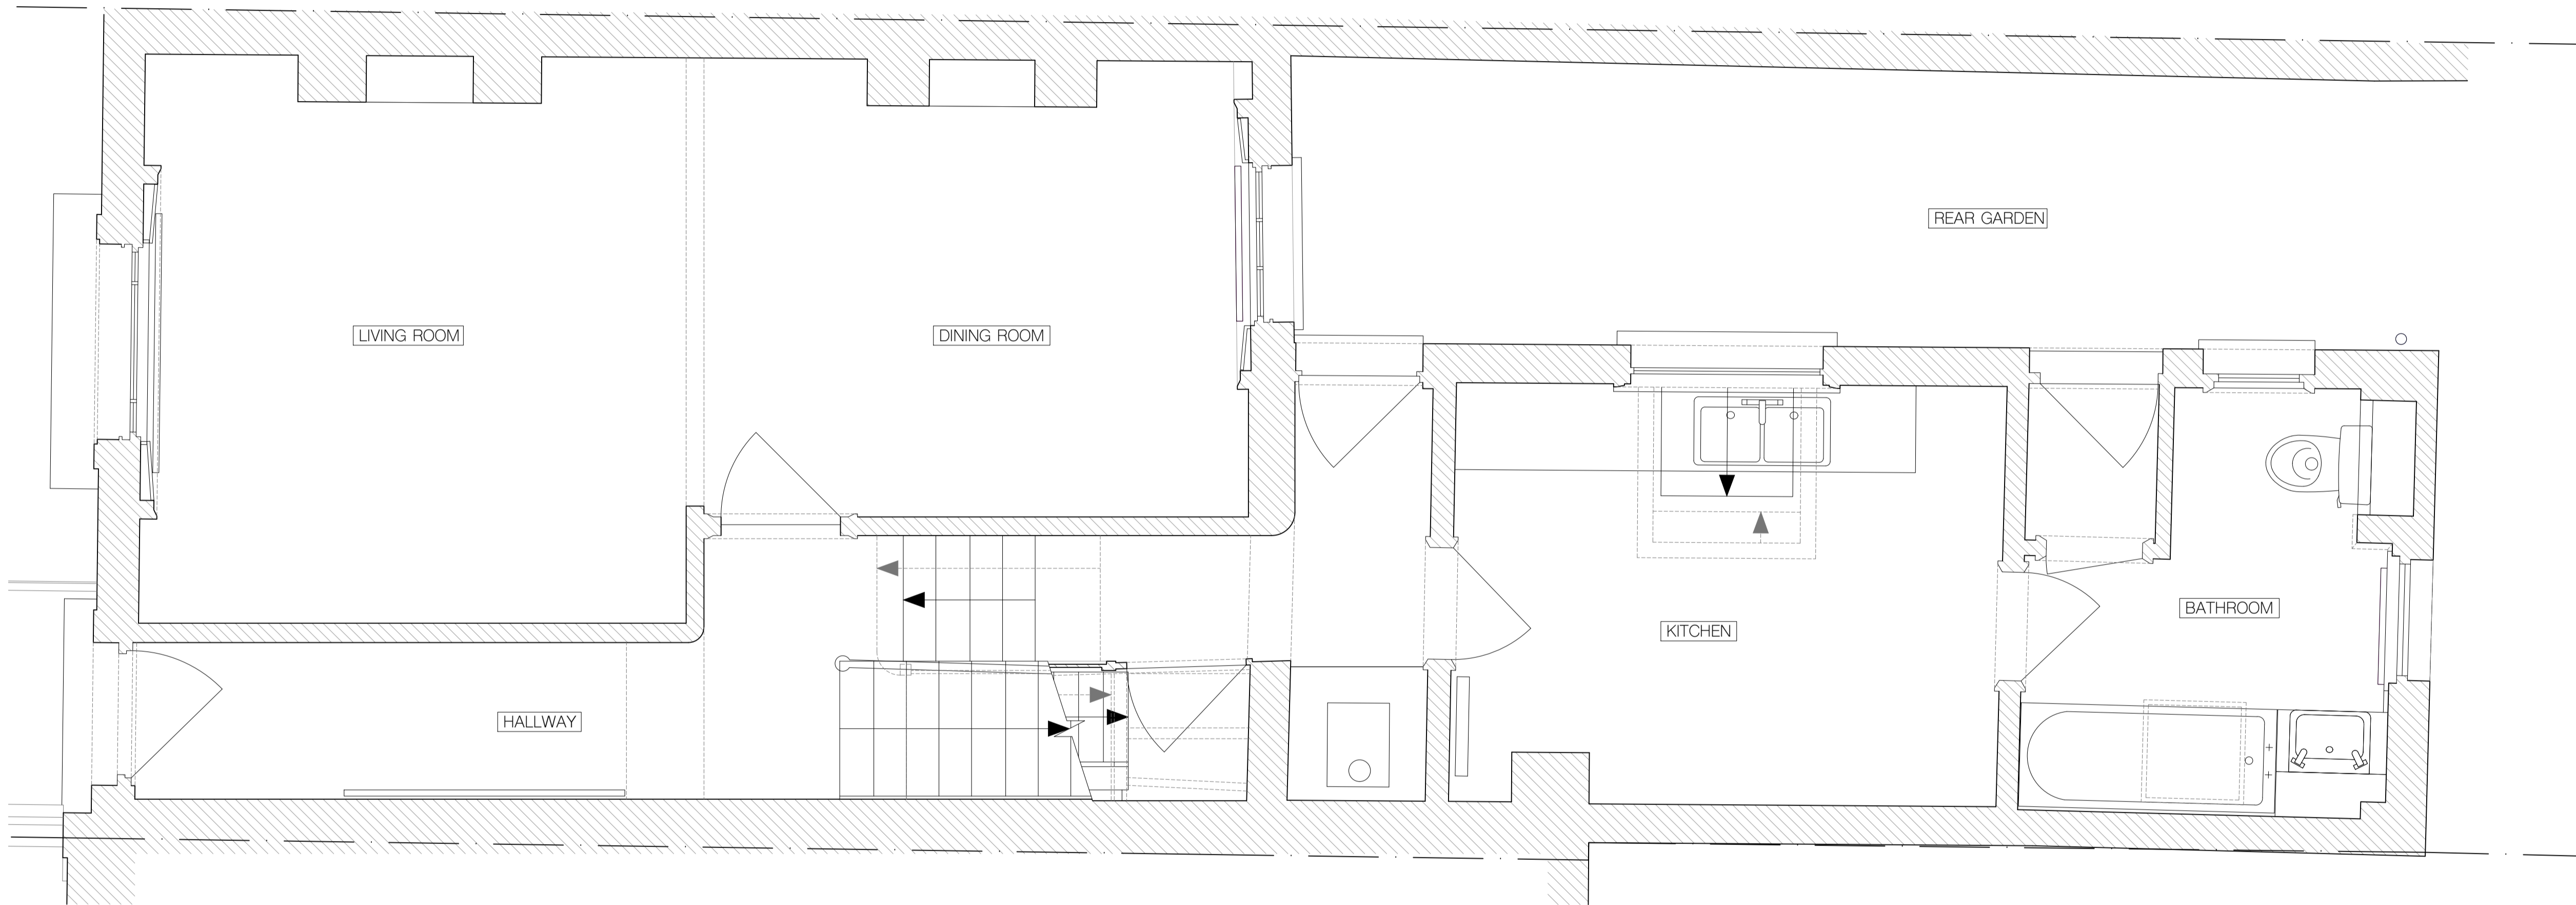 REAR GARDEN
LIVING ROOM
DINING ROOM
BATHROOM
KITCHEN
HALLWAY